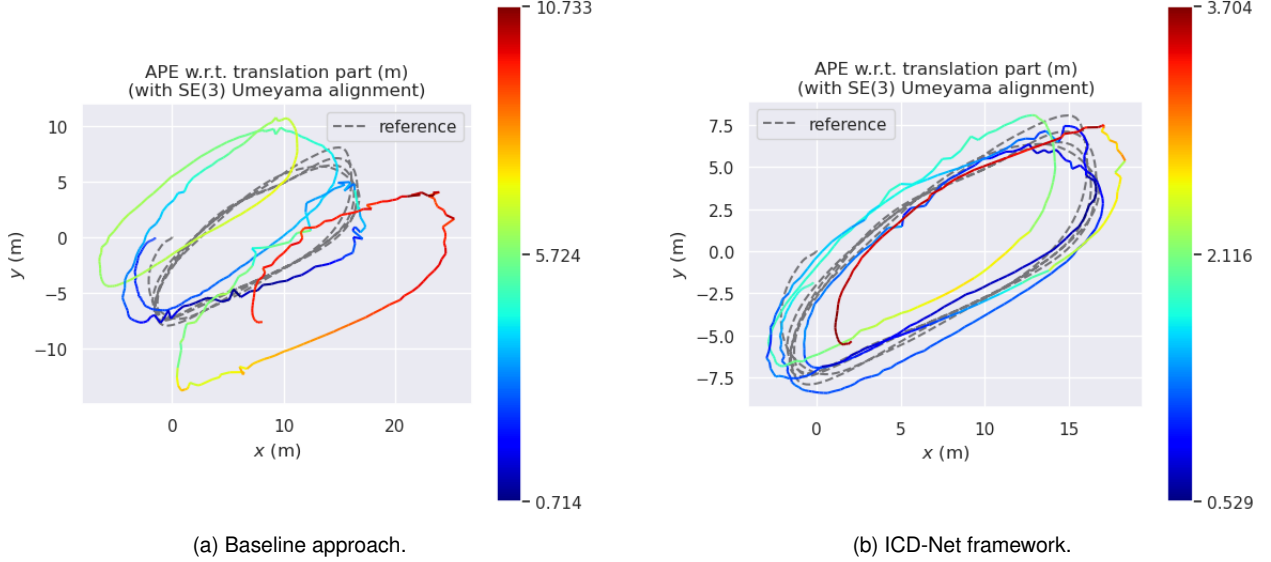 APE w.r.t. translation part (m)
(with SE(3) Umeyama alignment)
reference
10
5
0
−5
−10
y (m)
0
10
20
x (m)
10.733
5.724
0.714
(a) Baseline approach.
APE w.r.t. translation part (m)
(with SE(3) Umeyama alignment)
reference
7.5
5.0
2.5
0.0
−2.5
−5.0
−7.5
y (m)
0
5
10
15
x (m)
3.704
2.116
0.529
(b) ICD-Net framework.